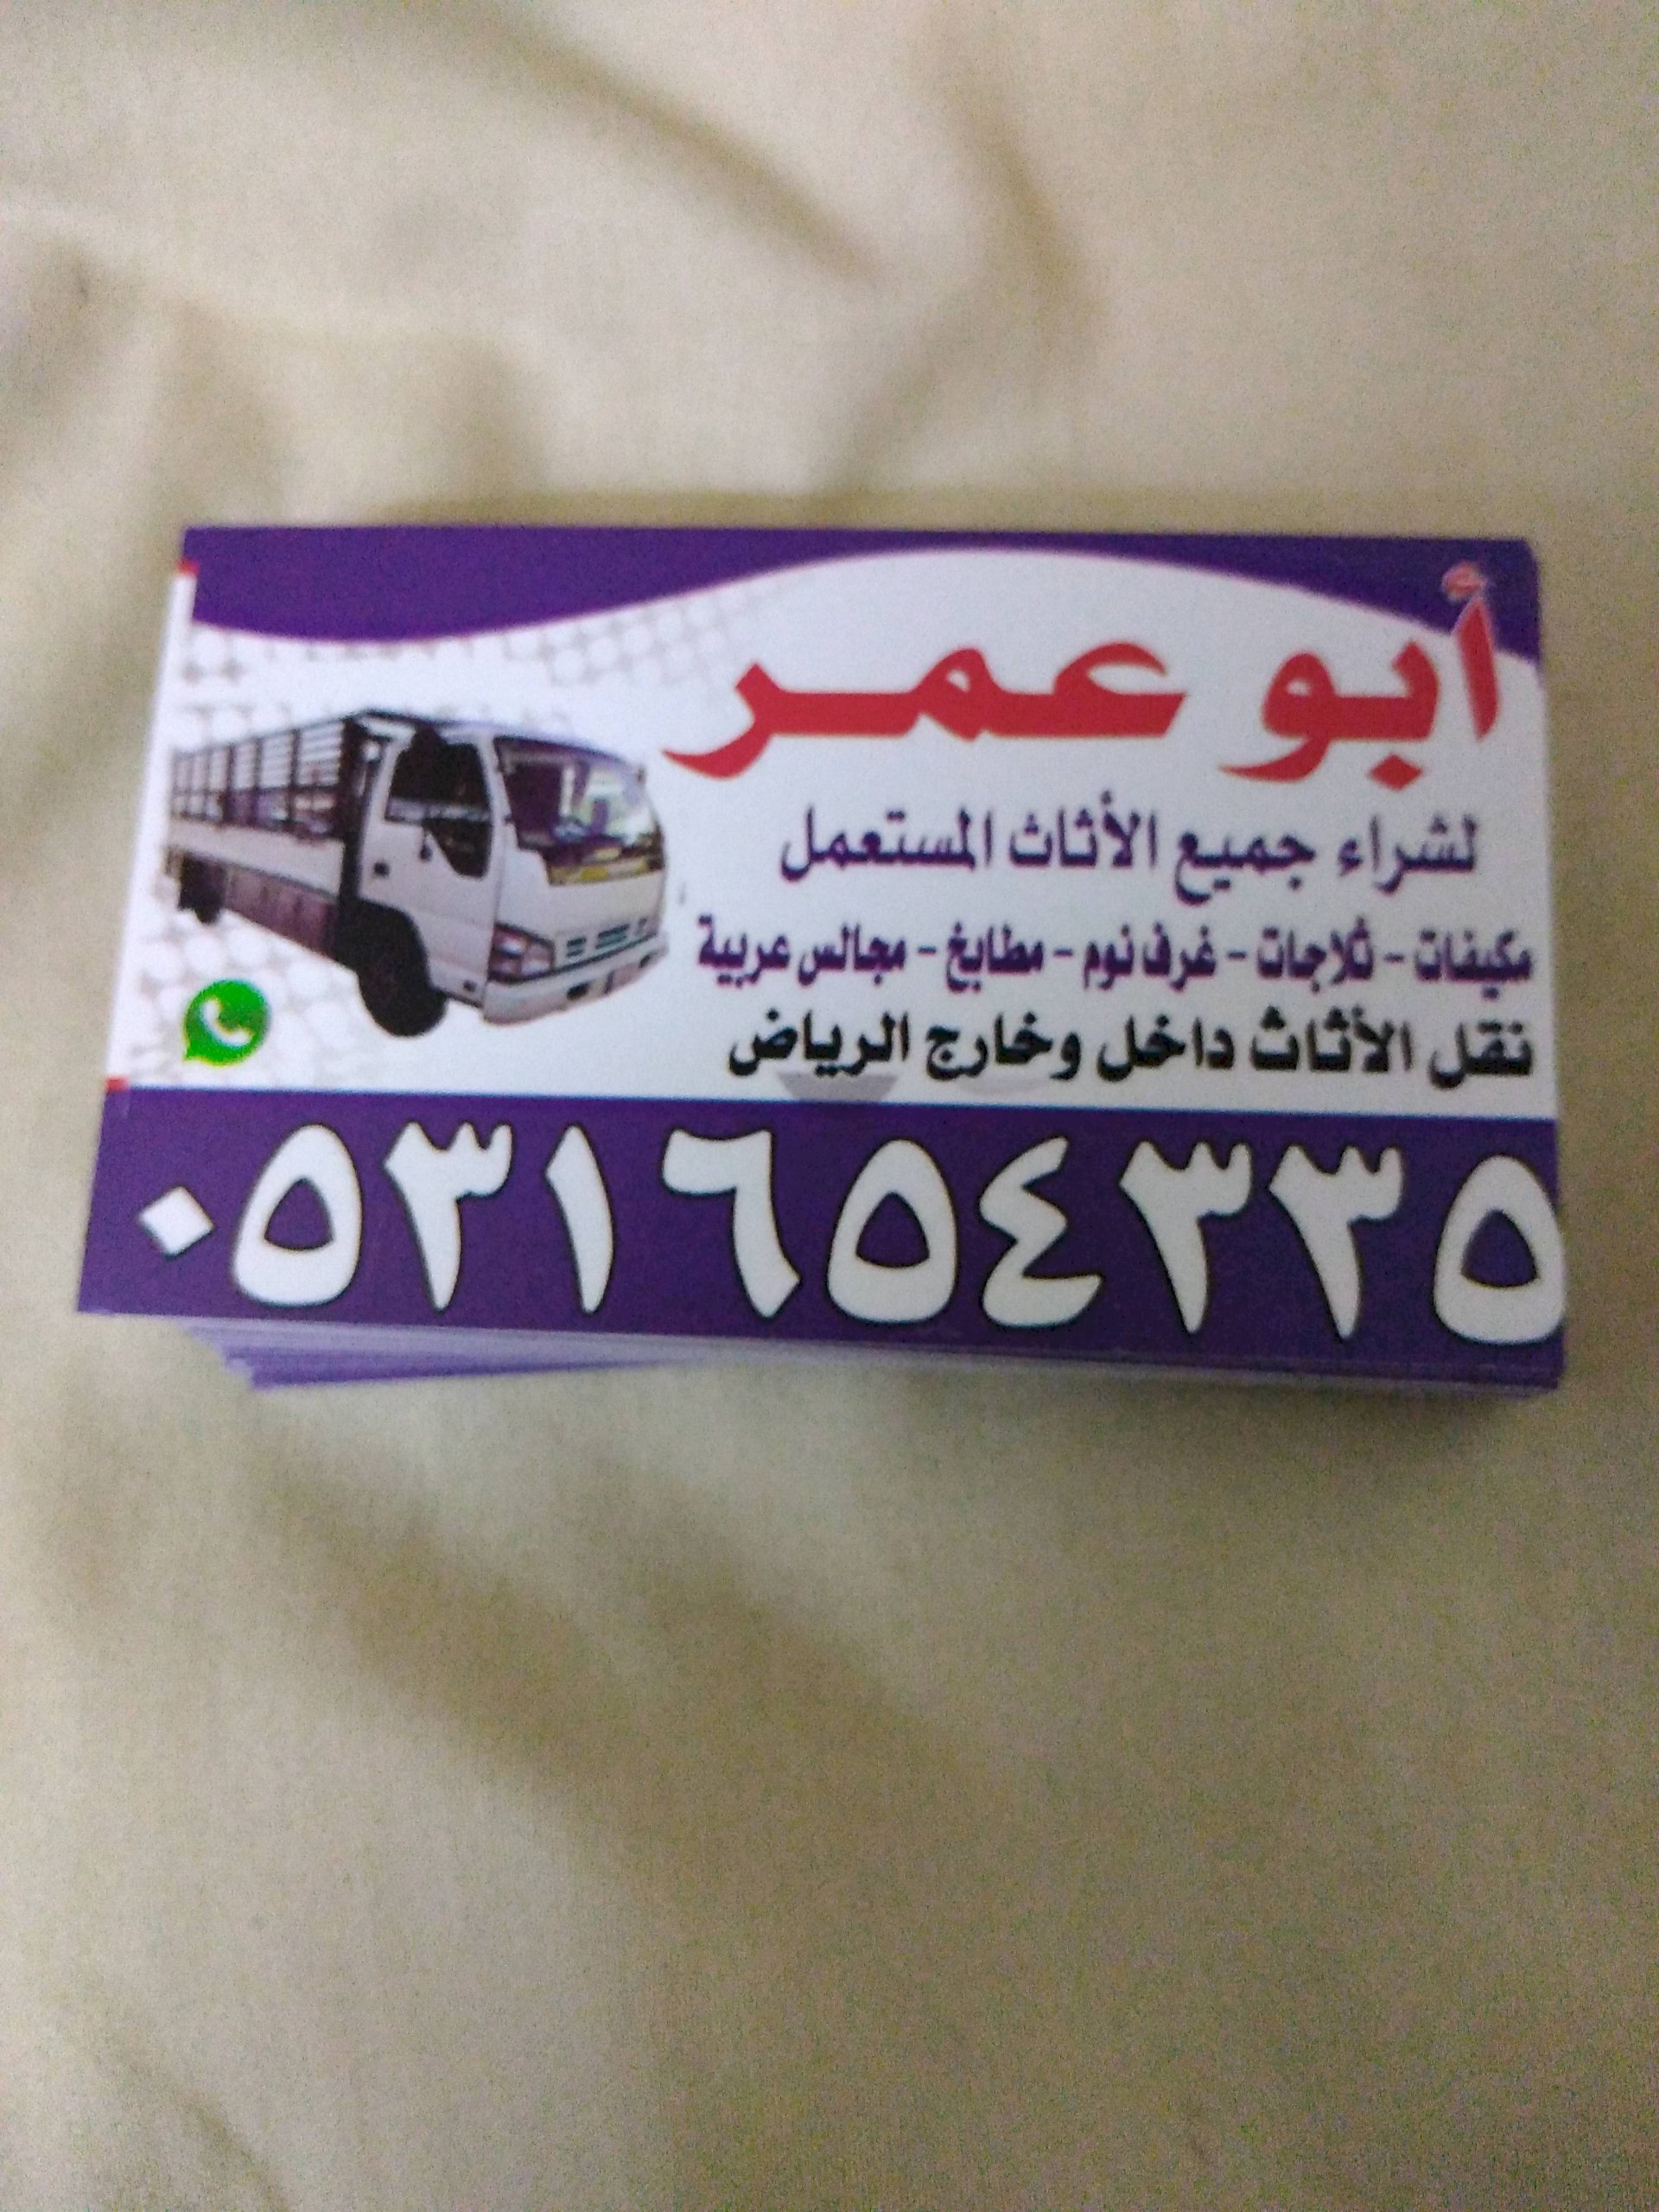 أبو عمر
لشراء جميع الأثاث المستعمل
مكيفات - ثلاجات - غرف نوم - مطابخ - مجالس عربية
نقل الأثاث داخل وخارج الرياض
٠٥٣١٦٥٤٣٣٥